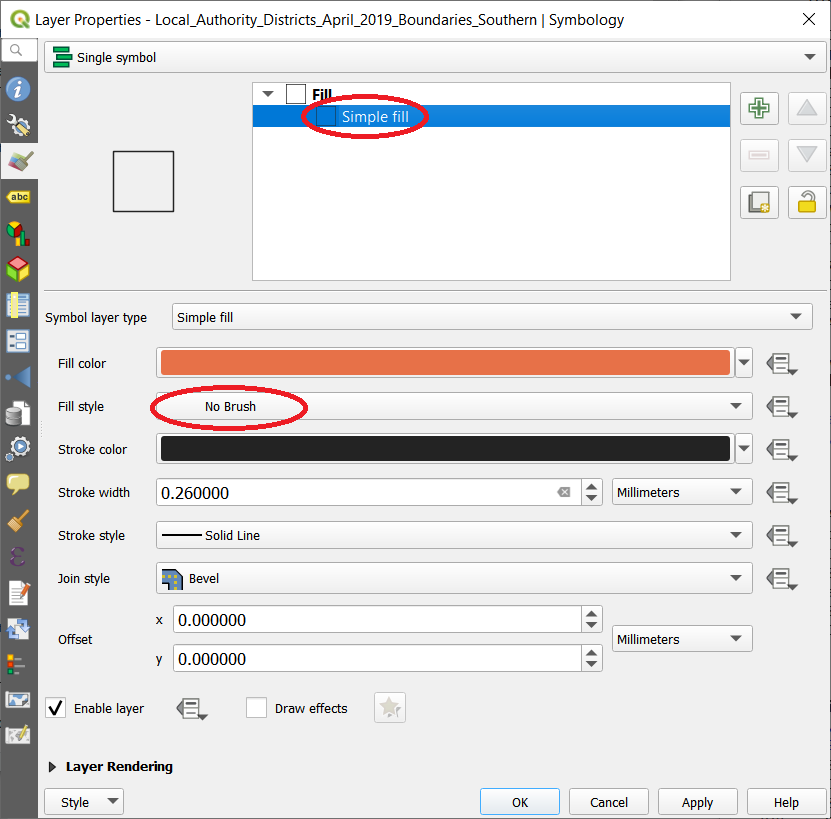 Layer Properties - Local_Authority_Districts_April_2019_Boundaries_Southern | Symbology
Single symbol
Fill
Simple fill
abc
Symbol layer type
Simple fill
Fill color
Fill style
No Brush
Stroke color
Stroke width
0.260000
Millimeters
Stroke style
Solid Line
Join style
Bevel
Offset
x
0.000000
Millimeters
y
0.000000
Enable layer
Draw effects
Layer Rendering
Style
OK
Cancel
Apply
Help